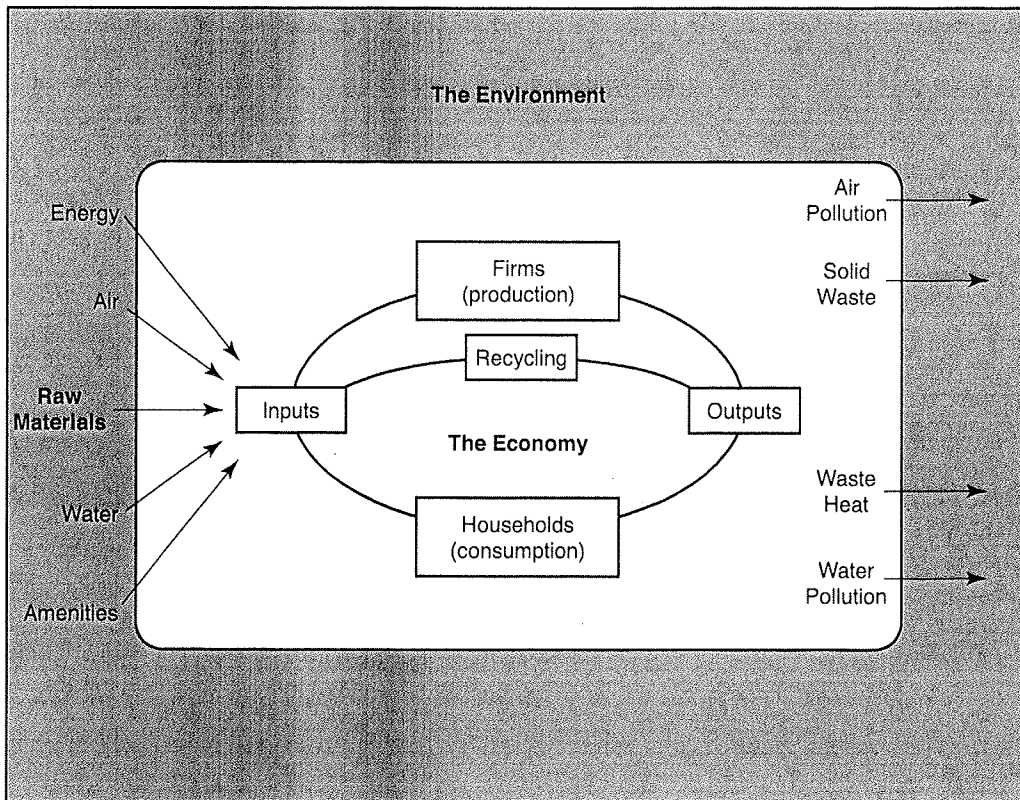 The Environment
Energy
Air
Raw
Materials
Water
Amenities
Inputs
Firms
(production)
Recycling
The Economy
Households
(consumption)
Outputs
Air
Pollution
Solid
Waste
Waste
Heat
Water
Pollution